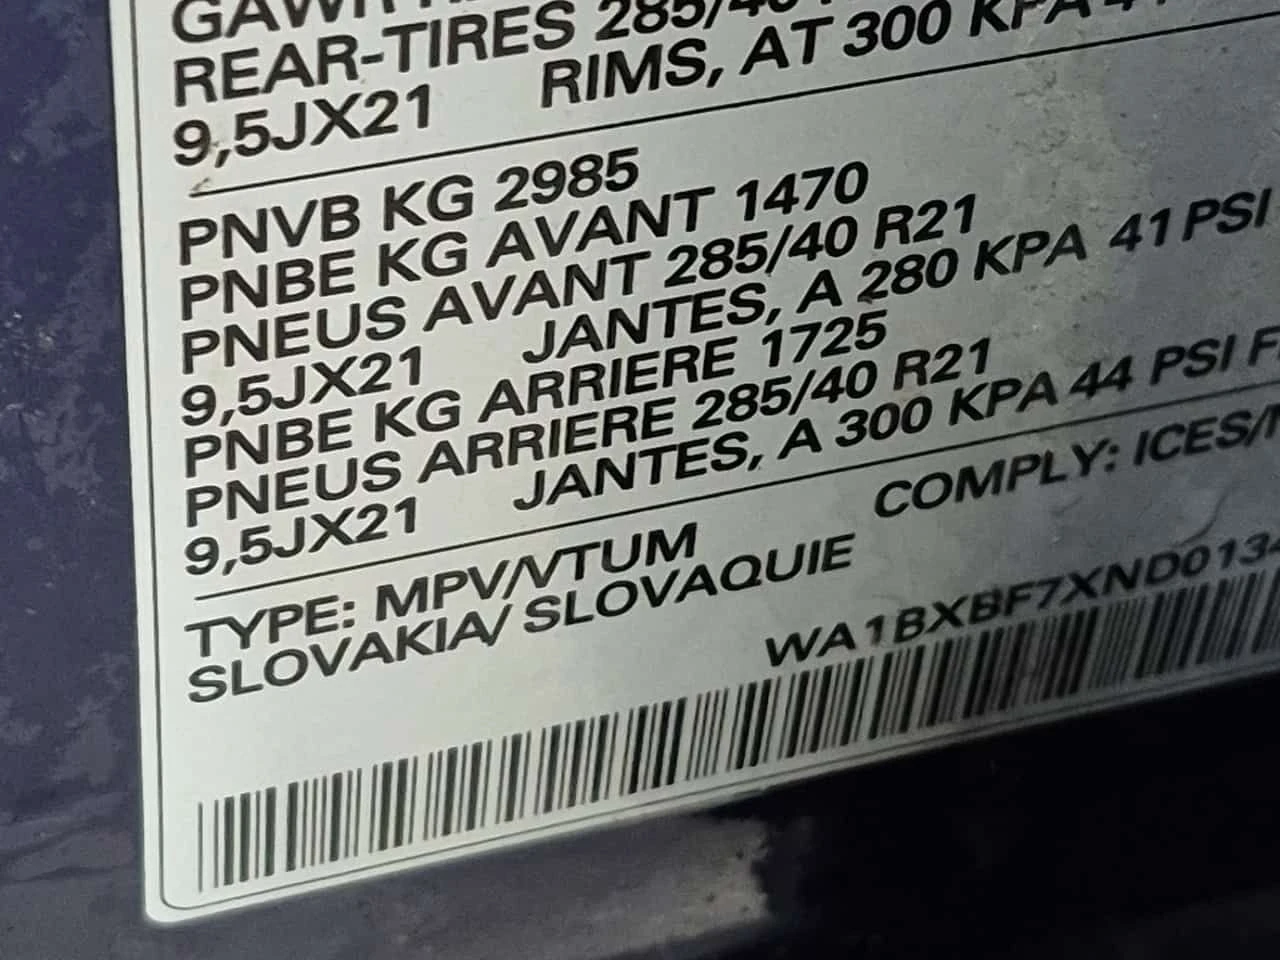 REAR-TIRES 285/40
9,5JX21 RIMS, AT 300 KPA
PNVB KG 2985
PNBE KG AVANT 1470
PNEUS AVANT 285/40 R21
9,5JX21 JANTES, A 280 KPA 41 PSI
PNBE KG ARRIERE 1725
PNEUS ARRIERE 285/40 R21
9,5JX21 JANTES, A 300 KPA 44 PSI
TYPE: MPV/VTUM COMPLY: ICES/
SLOVAKIA/ SLOVAQUIE
WA1BXBF7XND0134